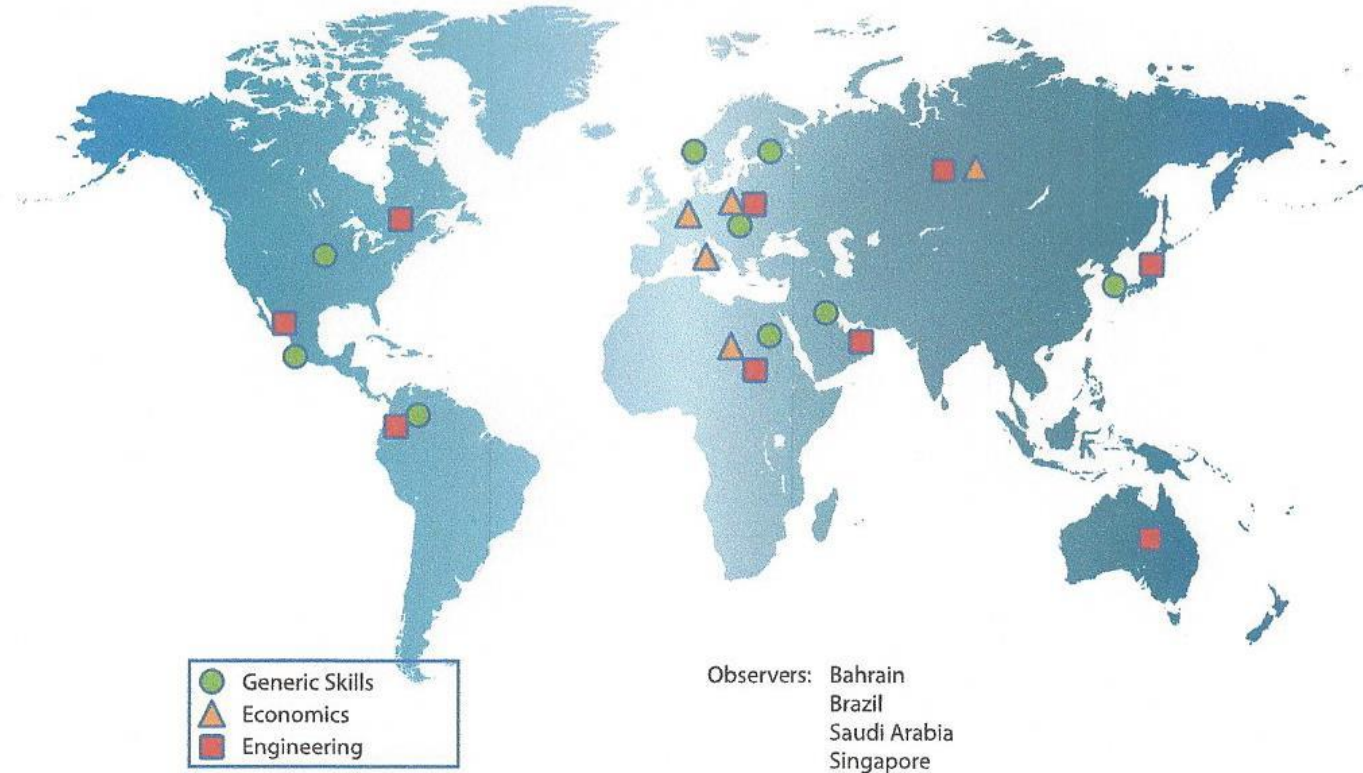 Generic Skills
Economics
Engineering
Observers: Bahrain
Brazil
Saudi Arabia
Singapore